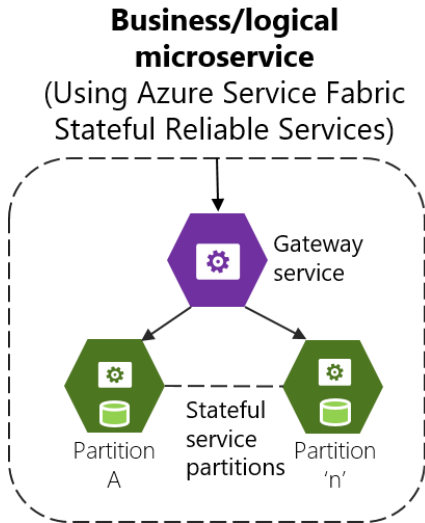 Business/logical
microservice
(Using Azure Service Fabric
Stateful Reliable Services)
Gateway
service
Stateful
service
partitions
Partition
A
Partition
‘n’